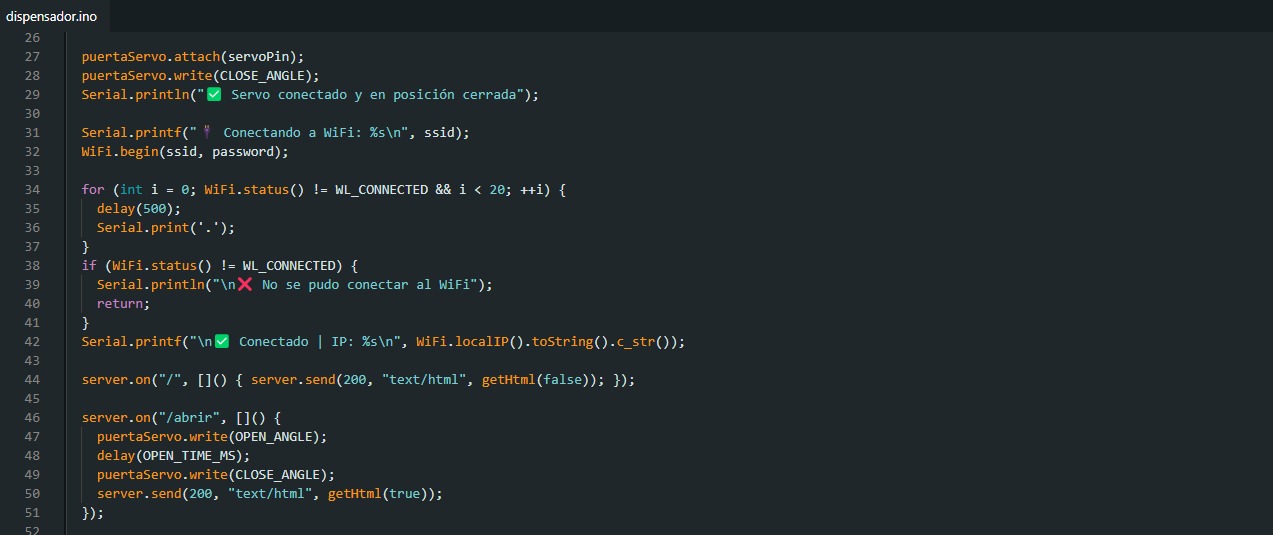 dispensador.ino
26
27 puertaServo.attach(servoPin);
28 puertaServo.write(CLOSE_ANGLE);
29 Serial.println("✅ Servo conectado y en posición cerrada");
30
31 Serial.printf("🔌 Conectando a WiFi: %s\n", ssid);
32 WiFi.begin(ssid, password);
33
34 for (int i = 0; WiFi.status() != WL_CONNECTED && i < 20; ++i) {
35   delay(500);
36   Serial.print('.');
37 }
38 if (WiFi.status() != WL_CONNECTED) {
39   Serial.println("\n❌ No se pudo conectar al WiFi");
40   return;
41 }
42 Serial.printf("\n✅ Conectado | IP: %s\n", WiFi.localIP().toString().c_str());
43
44 server.on("/", []() { server.send(200, "text/html", getHtml(false)); });
45
46 server.on("/abrir", []() {
47   puertaServo.write(OPEN_ANGLE);
48   delay(OPEN_TIME_MS);
49   puertaServo.write(CLOSE_ANGLE);
50   server.send(200, "text/html", getHtml(true));
51 });
52